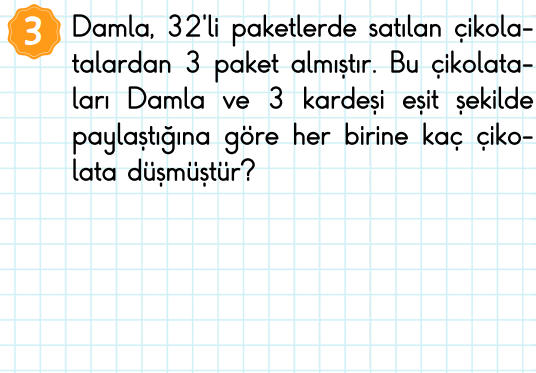 3 Damla, 32'li paketlerde satılan çikola-
talardan 3 paket almıştır. Bu çikolata-
ları Damla ve 3 kardeşi eşit şekilde
paylaştığına göre her birine kaç çiko-
lata düşmüştür?